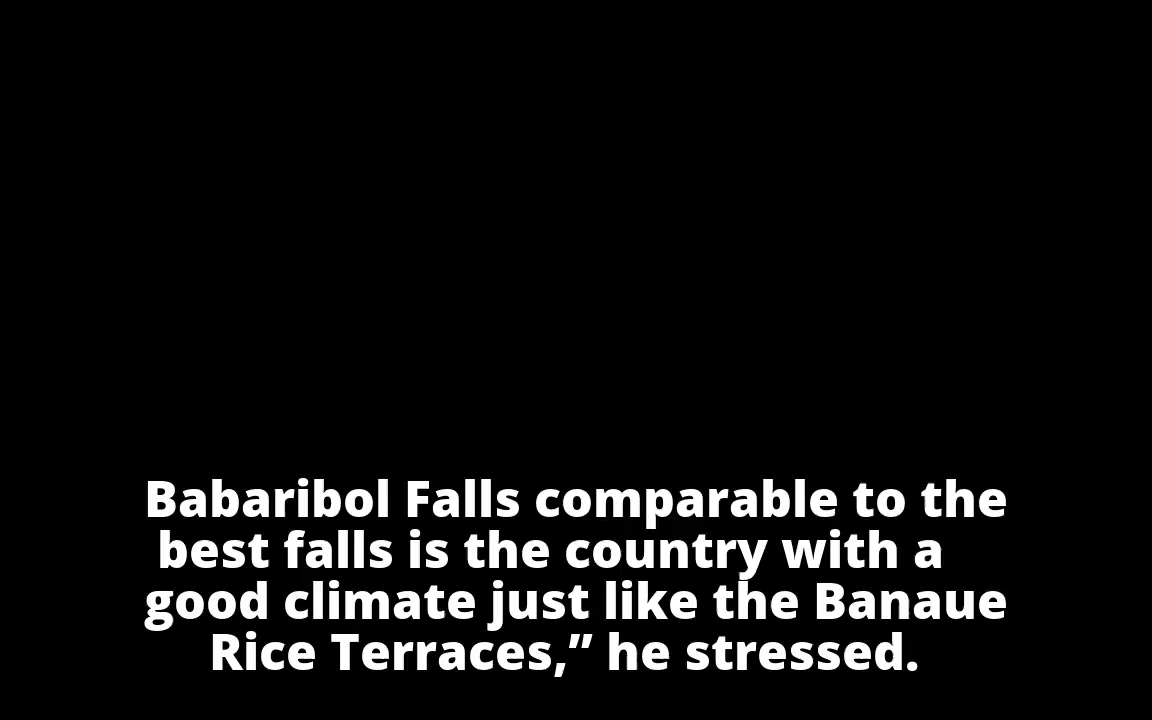 Babaribol Falls comparable to the
best falls is the country with a
good climate just like the Banaue
Rice Terraces,” he stressed.